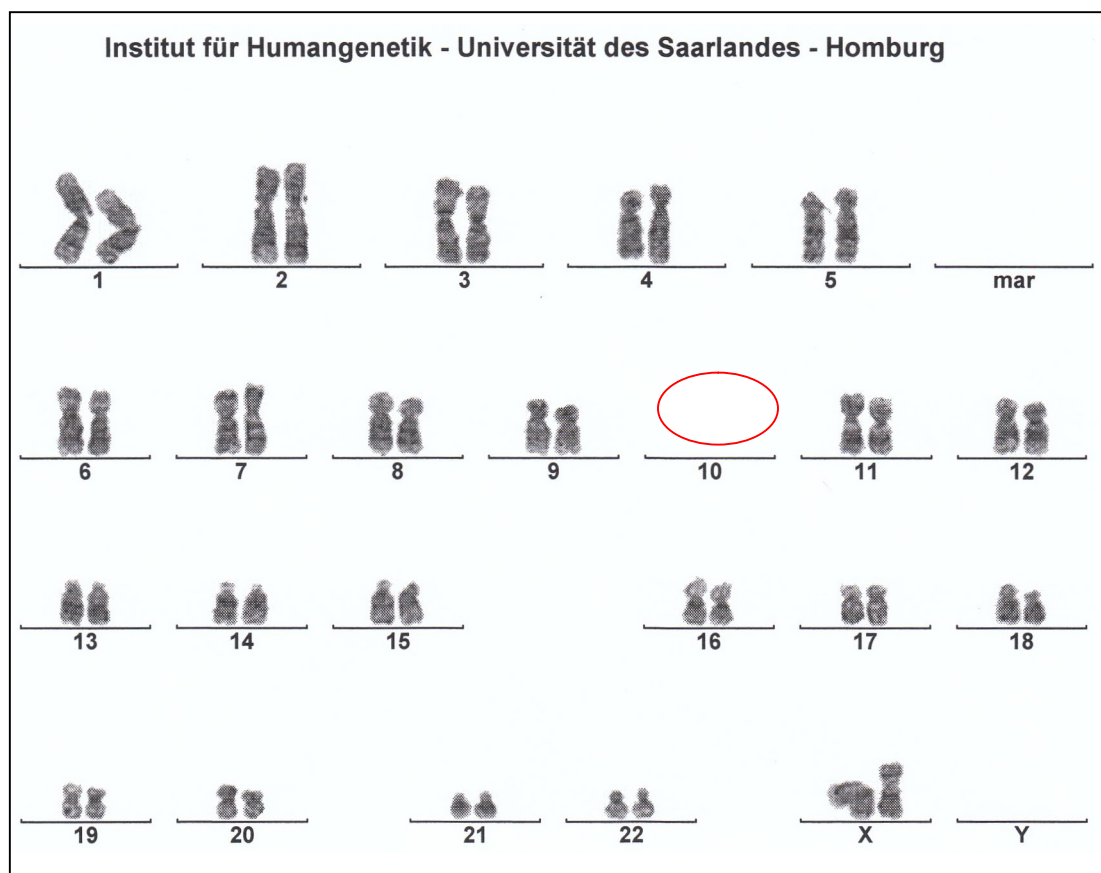 Institut für Humangenetik - Universität des Saarlandes - Homburg
1 2 3 4 5 mar
6 7 8 9 10 11 12
13 14 15 16 17 18
19 20 21 22 X Y